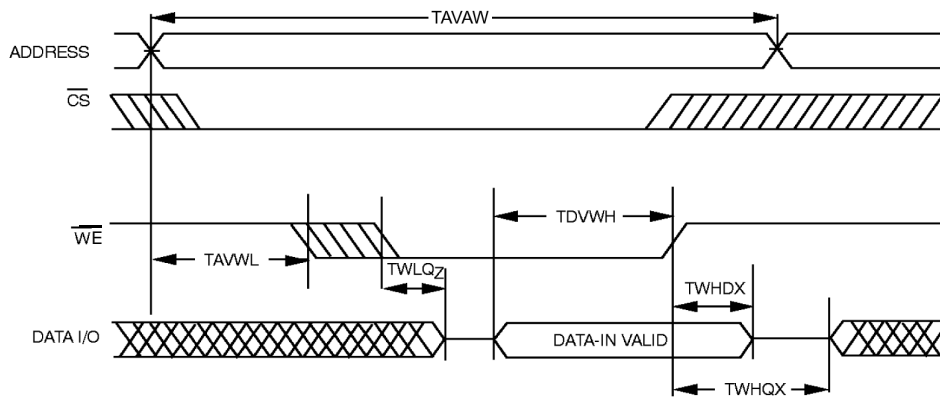 TAVAW
ADDRESS
CS
TDVWH
WE
TAVWL
TWLQZ
TWHDX
DATA I/O
DATA-IN VALID
TWHQX